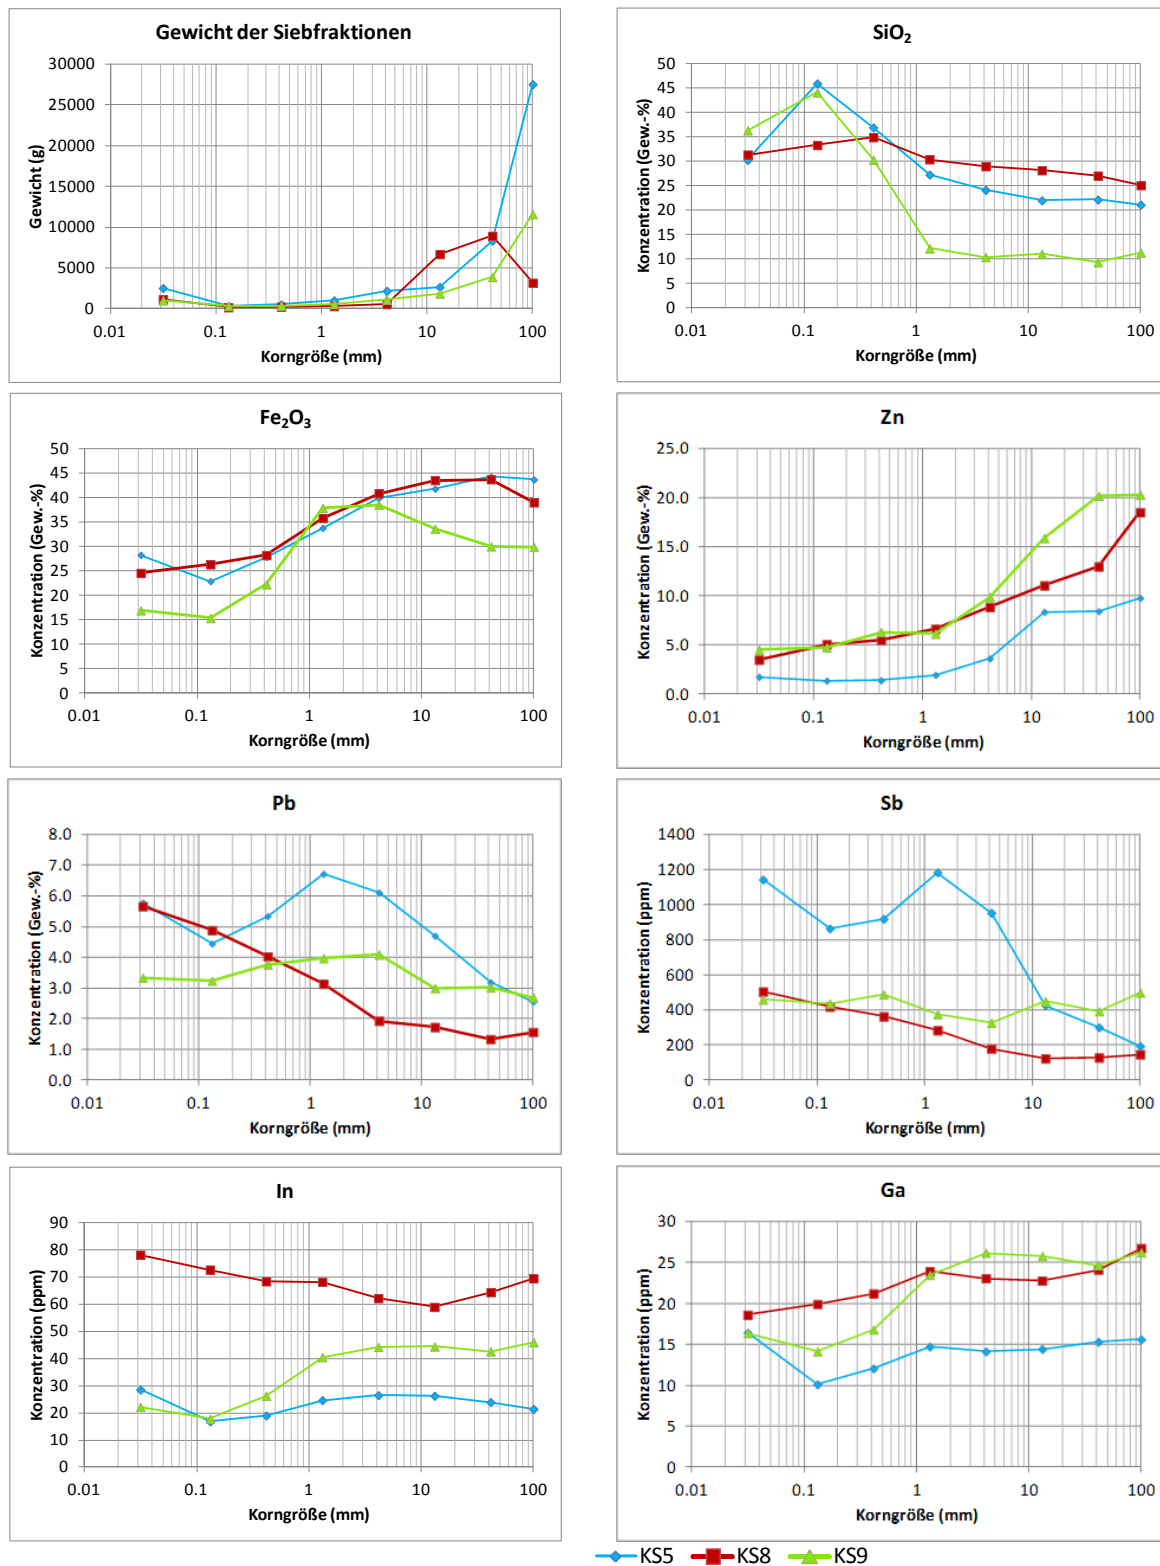 Gewicht der Siebfraktionen
30000
25000
20000
15000
10000
5000
0
Gewicht (g)
0.01 0.1 1 10 100
Korngröße (mm)
SiO₂
50
45
40
35
30
25
20
15
10
5
0
Konzentration (Gew.-%)
0.01 0.1 1 10 100
Korngröße (mm)
Fe₂O₃
50
45
40
35
30
25
20
15
10
5
0
Konzentration (Gew.-%)
0.01 0.1 1 10 100
Korngröße (mm)
Zn
25.0
20.0
15.0
10.0
5.0
0.0
Konzentration (Gew.-%)
0.01 0.1 1 10 100
Korngröße (mm)
Pb
8.0
7.0
6.0
5.0
4.0
3.0
2.0
1.0
0.0
Konzentration (Gew.-%)
0.01 0.1 1 10 100
Korngröße (mm)
Sb
1400
1200
1000
800
600
400
200
0
Konzentration (ppm)
0.01 0.1 1 10 100
Korngröße (mm)
In
90
80
70
60
50
40
30
20
10
0
Konzentration (ppm)
0.01 0.1 1 10 100
Korngröße (mm)
Ga
30
25
20
15
10
5
0
Konzentration (ppm)
0.01 0.1 1 10 100
Korngröße (mm)
KS5 KS8 KS9